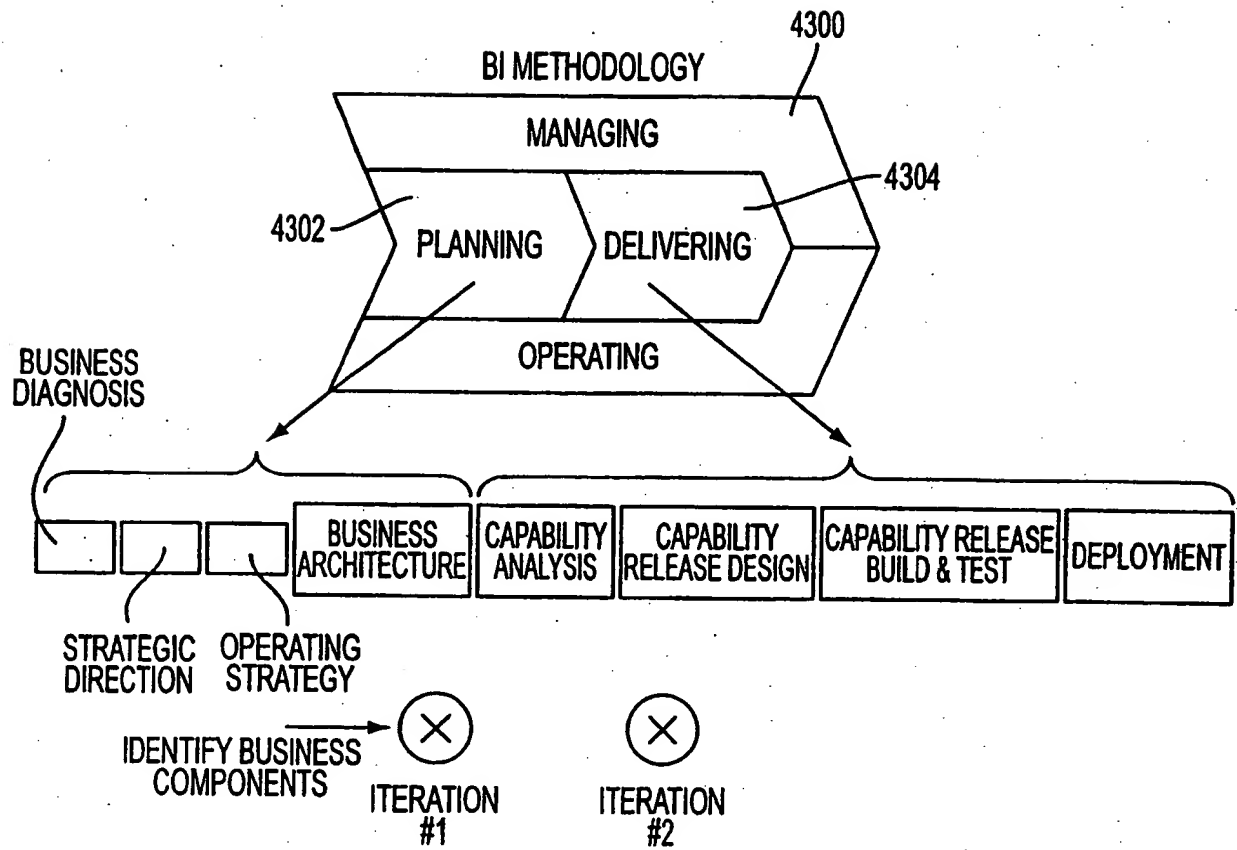 4300
BI METHODOLOGY
MANAGING
4304
4302
PLANNING
DELIVERING
OPERATING
BUSINESS
DIAGNOSIS
BUSINESS
ARCHITECTURE
CAPABILITY
ANALYSIS
CAPABILITY
RELEASE DESIGN
CAPABILITY RELEASE
BUILD & TEST
DEPLOYMENT
STRATEGIC
DIRECTION
OPERATING
STRATEGY
IDENTIFY BUSINESS
COMPONENTS
ITERATION
#1
ITERATION
#2